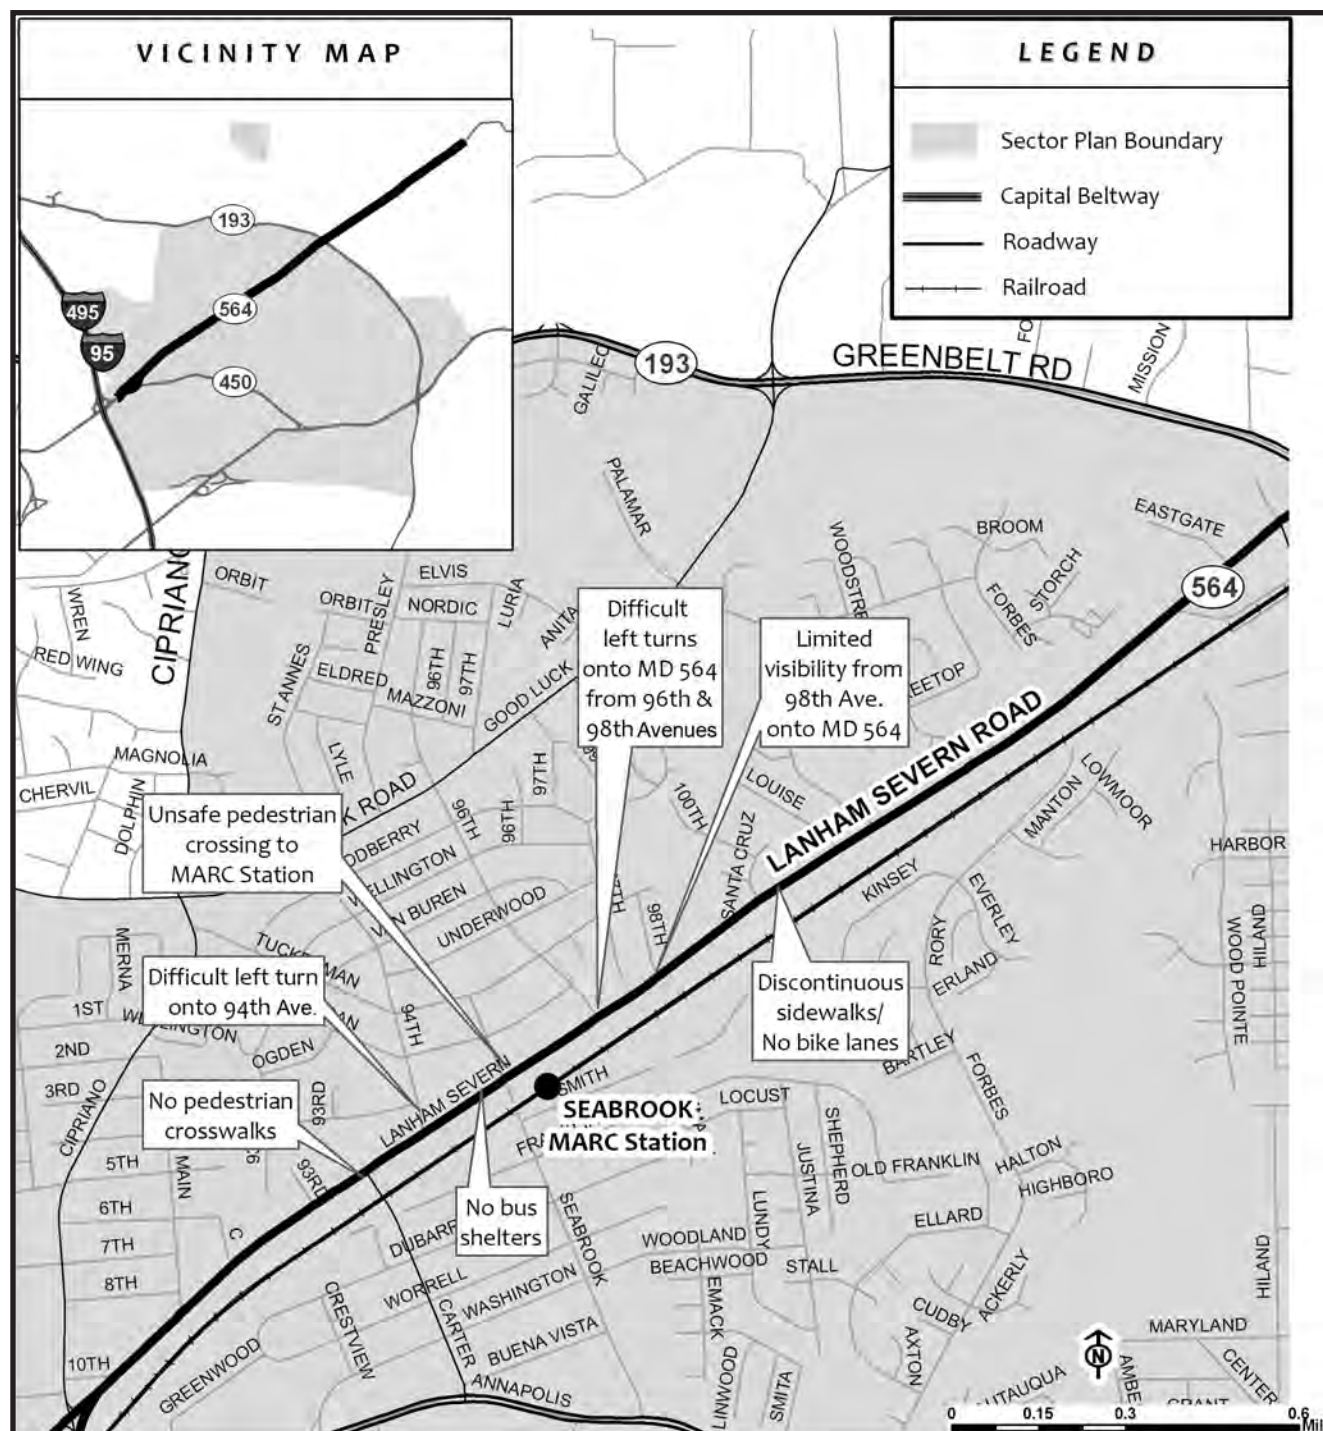 VICINITY MAP
193
564
495
95
450
LEGEND
Sector Plan Boundary
Capital Beltway
Roadway
Railroad
193
GREENBELT RD
GALILEO
MISSION
PALAMAR
EASTGATE
BROOM
STORCH
FORBES
564
CIPRIANO
ORBIT
ELVIS
ORBIT
NORDIC
PRESLEY
LURIA
ANITA
WREN
RED WING
ST ANNES
ELDRED
MAZZONI
96TH
97TH
GOOD LUCK
LYLE
MAGNOLIA
CHERVIL
DOLPHIN
ROAD
Difficult
left turns
onto MD 564
from 96th &
98th Avenues
Limited
visibility from
98th Ave.
onto MD 564
LANHAM SEVERN ROAD
LOUISE
100TH
SANTA CRUZ
97TH
96TH
96TH
98TH
LOWMOOR
MANTON
KINSEY
EVERLEY
RORY
ERLAND
HARBOR
HILAND
WOOD POINTE
Unsafe pedestrian
crossing to
MARC Station
UNDERWOOD
MERNA
Difficult left turn
onto 94th Ave.
94TH
1ST
2ND
3RD
OGDEN
CIPRIANO
No pedestrian
crosswalks
93RD
93RD
LANHAM SEVERN
Discontinuous
sidewalks/
No bike lanes
BARTLEY
FORBES
SMITH
SEABROOK
MARC Station
LOCUST
SHEPHERD
JUSTINA
OLD FRANKLIN
HALTON
HIGHBORO
5TH
MAIN
6TH
7TH
8TH
C
10TH
No bus
shelters
SEABROOK
LUNDY
WOODLAND
BEACHWOOD
STALL
ELLARD
ACKERLY
CUDBY
AXTON
EMACK
LINWOOD
SMITA
WORRELL
WASHINGTON
BUENA VISTA
CARTER
CRESTVIEW
GREENWOOD
ANNAPOLIS
HILAND
MARYLAND
CENTER
N
0 0.15 0.3 0.6